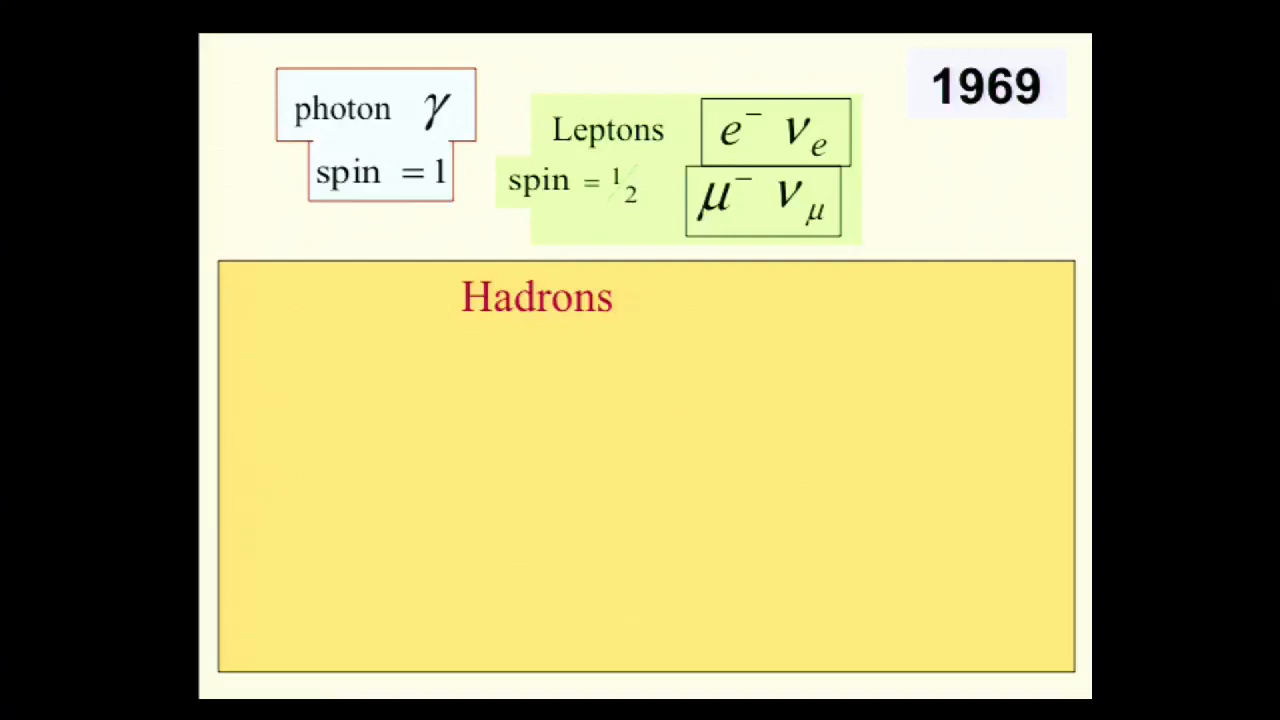 1969
photon γ
spin = 1
Leptons e⁻ νₑ
spin = ½
μ⁻ ν_μ
Hadrons